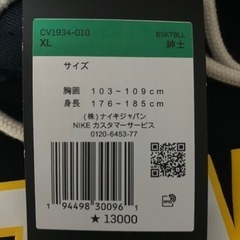 CV1934-010 BSKTBLL
XL 紳士
サイズ
胸囲 103~109cm
身長 176~185cm
(株)ナイキジャパン
NIKE カスタマーサービス
0120-6453-77
1 94498 30096 1
★13000